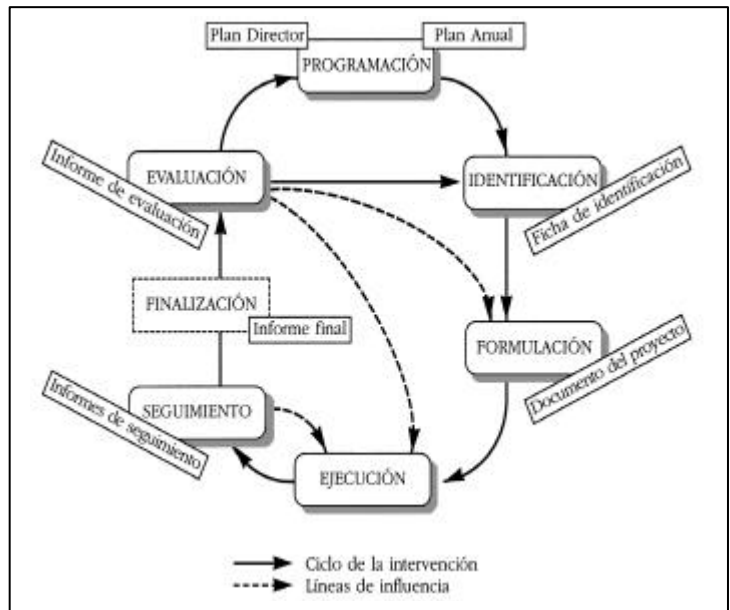 Plan Director
Plan Anual
PROGRAMACIÓN
Informe de evaluación
EVALUACIÓN
IDENTIFICACIÓN
Ficha de identificación
FINALIZACIÓN
Informe final
FORMULACIÓN
Documento del proyecto
Informes de seguimiento
SEGUIMIENTO
EJECUCIÓN
Ciclo de la intervención
Líneas de influencia